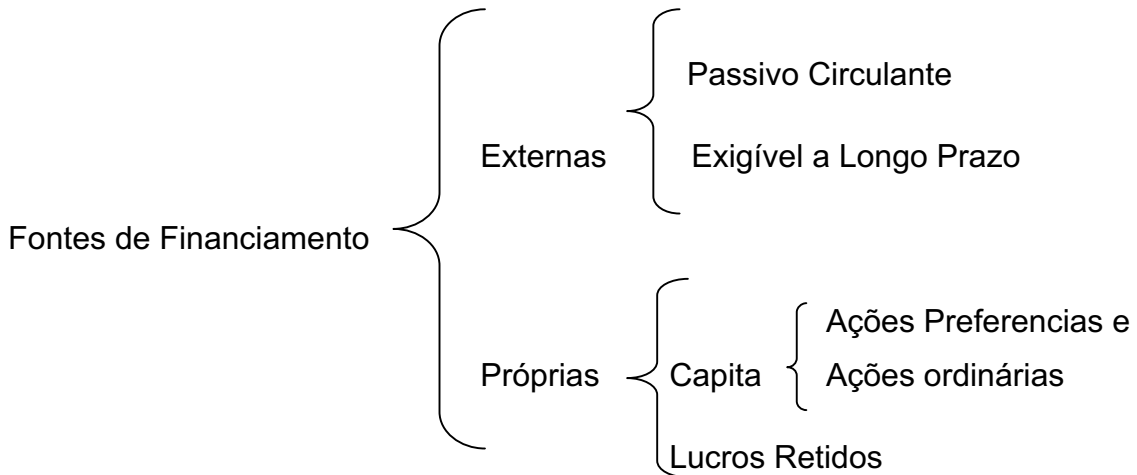 Fontes de Financiamento
Externas
Passivo Circulante
Exigível a Longo Prazo
Próprias
Capita
Ações Preferencias e
Ações ordinárias
Lucros Retidos